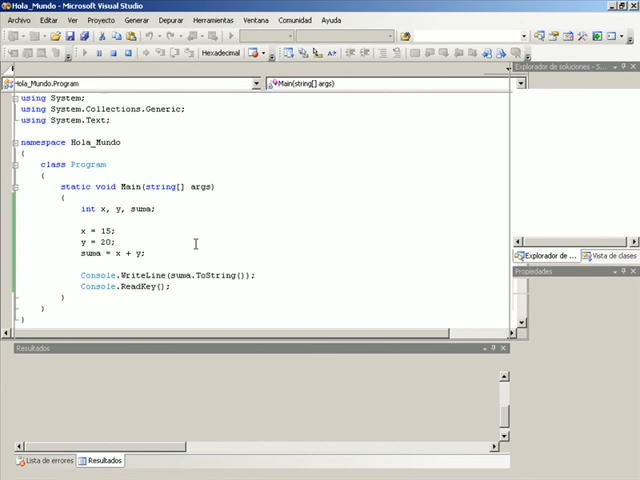 Hola_Mundo - Microsoft Visual Studio
Archivo Editar Ver Proyecto Generar Depurar Herramientas Ventana Comunidad Ayuda
Hexadecimal
Explorador de soluciones - S...
Hola_Mundo.Program
Main(string[] args)
using System;
using System.Collections.Generic;
using System.Text;
namespace Hola_Mundo
{
class Program
{
static void Main(string[] args)
{
int x, y, suma;
x = 15;
y = 20;
suma = x + y;
Console.WriteLine(suma.ToString());
Console.ReadKey();
}
}
}
Explorador de ...
Vista de clases
Propiedades
Resultados
Lista de errores
Resultados